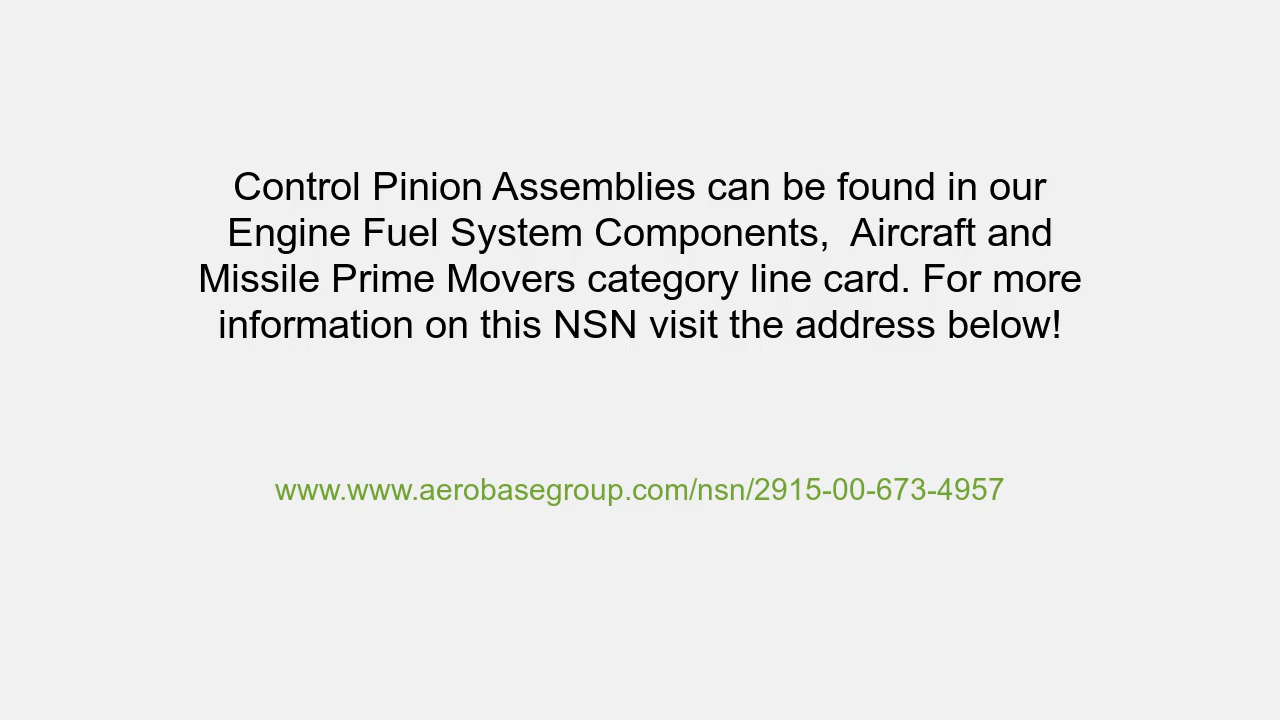 Control Pinion Assemblies can be found in our
Engine Fuel System Components,  Aircraft and
Missile Prime Movers category line card. For more
information on this NSN visit the address below!
www.www.aerobasegroup.com/nsn/2915-00-673-4957